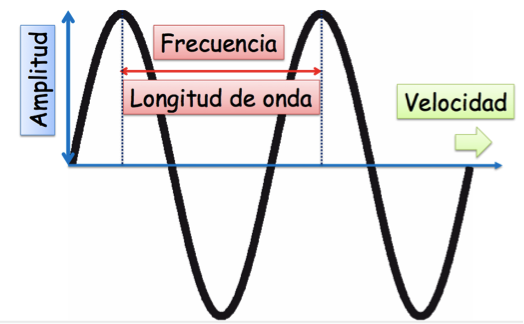 Amplitud
Frecuencia
Longitud de onda
Velocidad